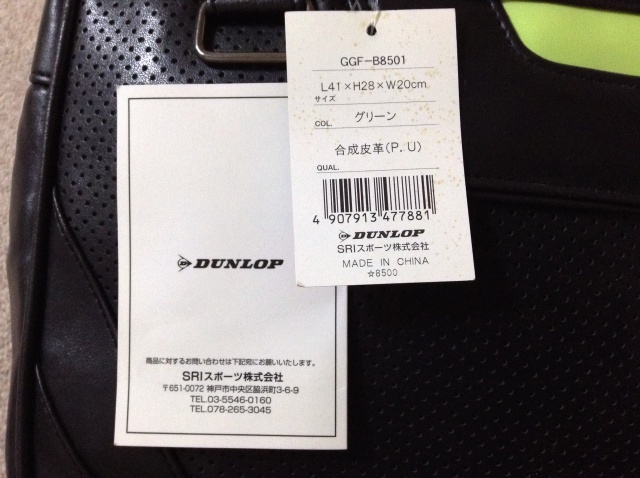 GGF-B8501
L41×H28×W20cm
サイズ
グリーン
COL.
合成皮革(P.U)
QUAL.
4 907913 477881
DUNLOP
SRIスポーツ株式会社
MADE IN CHINA
☆8500
DUNLOP
商品に対するお問い合わせは下記宛にお願いいたします。
SRIスポーツ株式会社
〒651-0072 神戸市中央区脇浜町3-6-9
TEL.03-5546-0160
TEL.078-265-3045